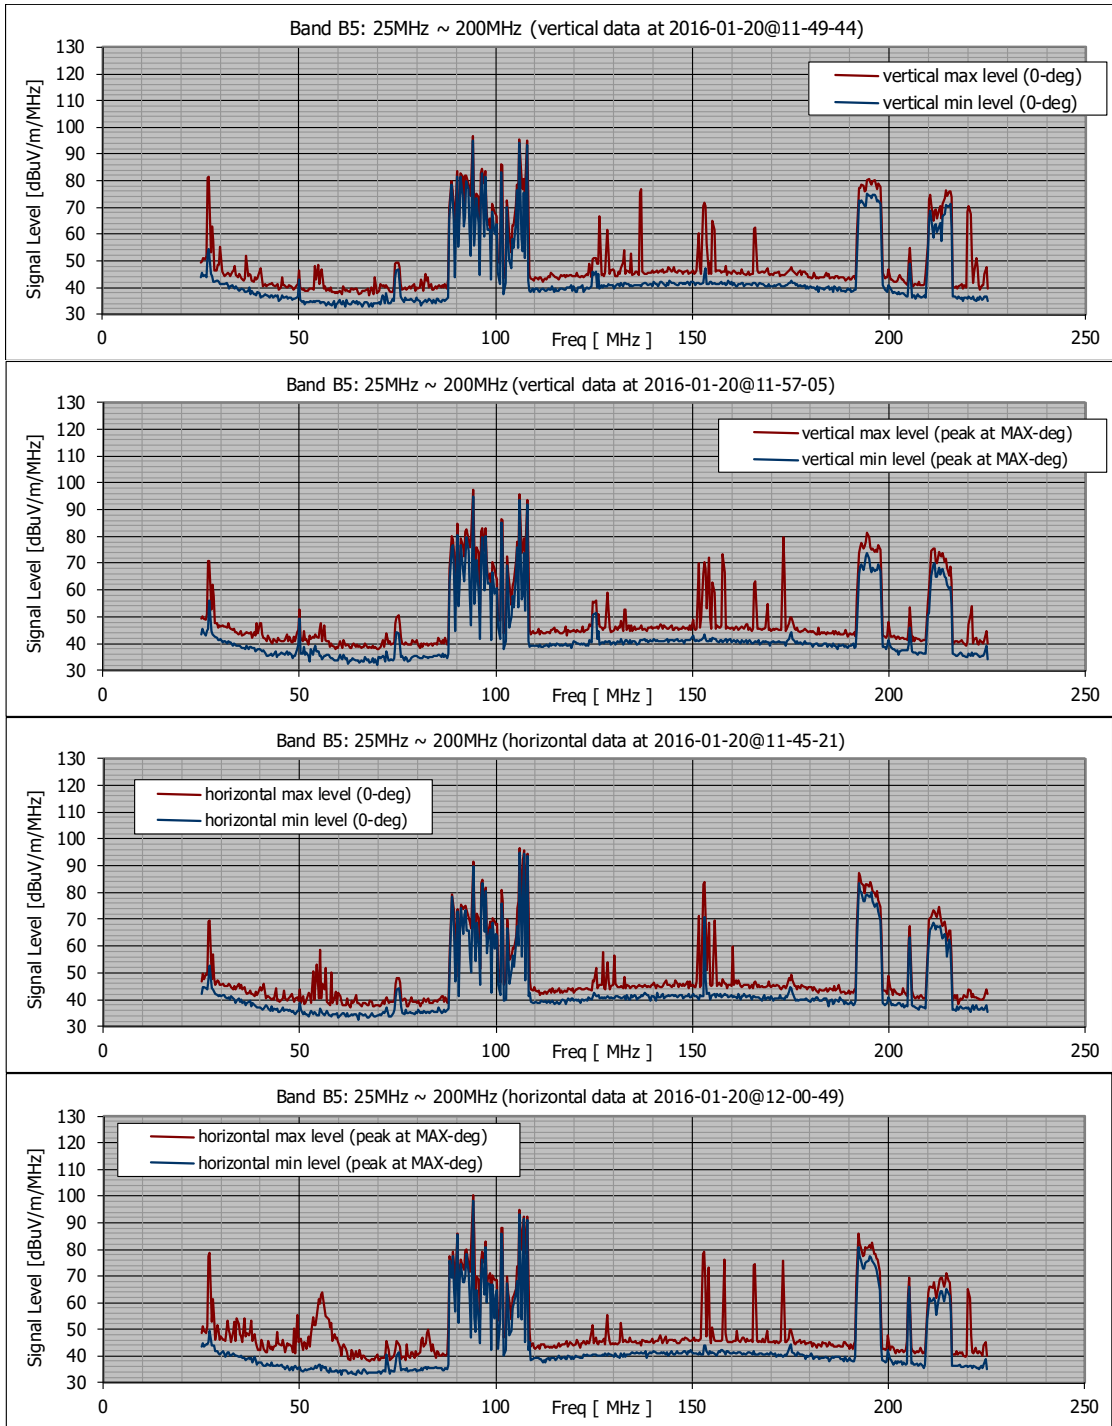 Band B5: 25MHz ~ 200MHz (vertical data at 2016-01-20@11-49-44)
Signal Level [dBuV/m/MHz]
130
120
110
100
90
80
70
60
50
40
30
vertical max level (0-deg)
vertical min level (0-deg)
0 50 100 150 200 250
Freq [ MHz ]
Band B5: 25MHz ~ 200MHz (vertical data at 2016-01-20@11-57-05)
Signal Level [dBuV/m/MHz]
130
120
110
100
90
80
70
60
50
40
30
vertical max level (peak at MAX-deg)
vertical min level (peak at MAX-deg)
0 50 100 150 200 250
Freq [ MHz ]
Band B5: 25MHz ~ 200MHz (horizontal data at 2016-01-20@11-45-21)
Signal Level [dBuV/m/MHz]
130
120
110
100
90
80
70
60
50
40
30
horizontal max level (0-deg)
horizontal min level (0-deg)
0 50 100 150 200 250
Freq [ MHz ]
Band B5: 25MHz ~ 200MHz (horizontal data at 2016-01-20@12-00-49)
Signal Level [dBuV/m/MHz]
130
120
110
100
90
80
70
60
50
40
30
horizontal max level (peak at MAX-deg)
horizontal min level (peak at MAX-deg)
0 50 100 150 200 250
Freq [ MHz ]